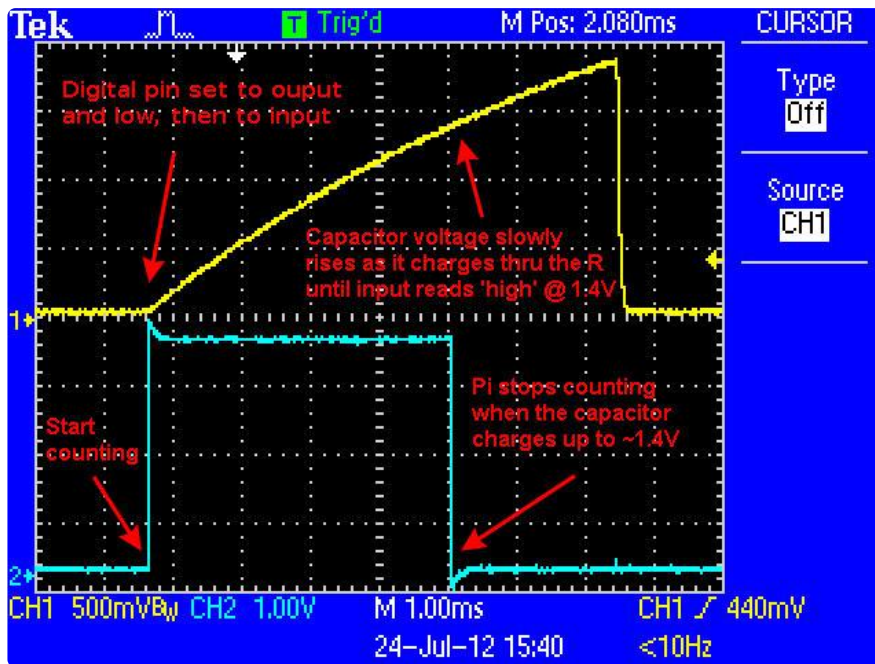 Tek T Trig'd M Pos: 2.080ms CURSOR
Type
Off
Source
CH1
Digital pin set to ouput
and low, then to input
Capacitor voltage slowly
rises as it charges thru the R
until input reads 'high' @ 1.4V
1
Start
counting
Pi stops counting
when the capacitor
charges up to ~1.4V
2
CH1 500mVBW CH2 1.00V M 1.00ms CH1 440mV
24-Jul-12 15:40 <10Hz